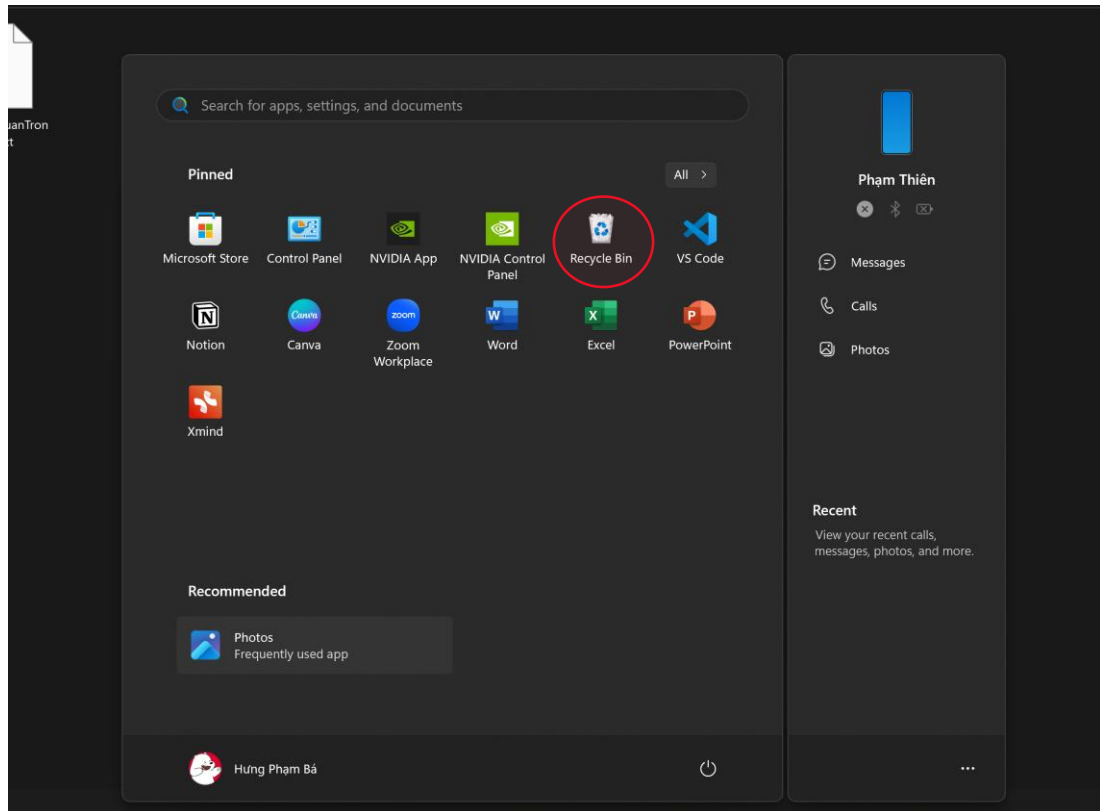 uanTron
Search for apps, settings, and documents
Pinned
All
Microsoft Store
Control Panel
NVIDIA App
NVIDIA Control
Panel
Recycle Bin
VS Code
Notion
Canva
Canva
zoom
Zoom
Workplace
W
Word
X
Excel
P
PowerPoint
Xmind
Recommended
Photos
Frequently used app
Hưng Phạm Bá
Phạm Thiên
Messages
Calls
Photos
Recent
View your recent calls,
messages, photos, and more.